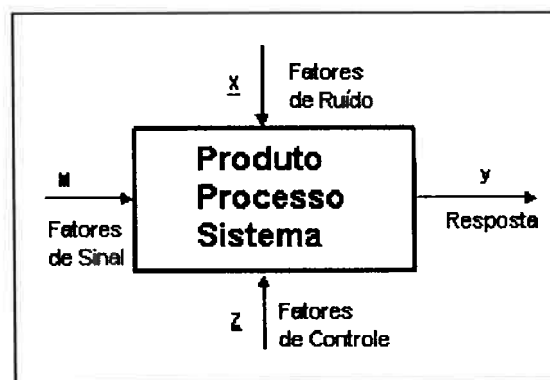 X
Fatores
de Ruído
M
Fatores
de Sinal
Produto
Processo
Sistema
y
Resposta
Z
Fatores
de Controle